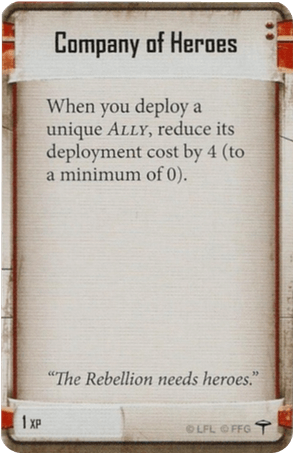 Company of Heroes
When you deploy a
unique ALLY, reduce its
deployment cost by 4 (to
a minimum of 0).
“The Rebellion needs heroes.”
1 XP
© LFL © FFG